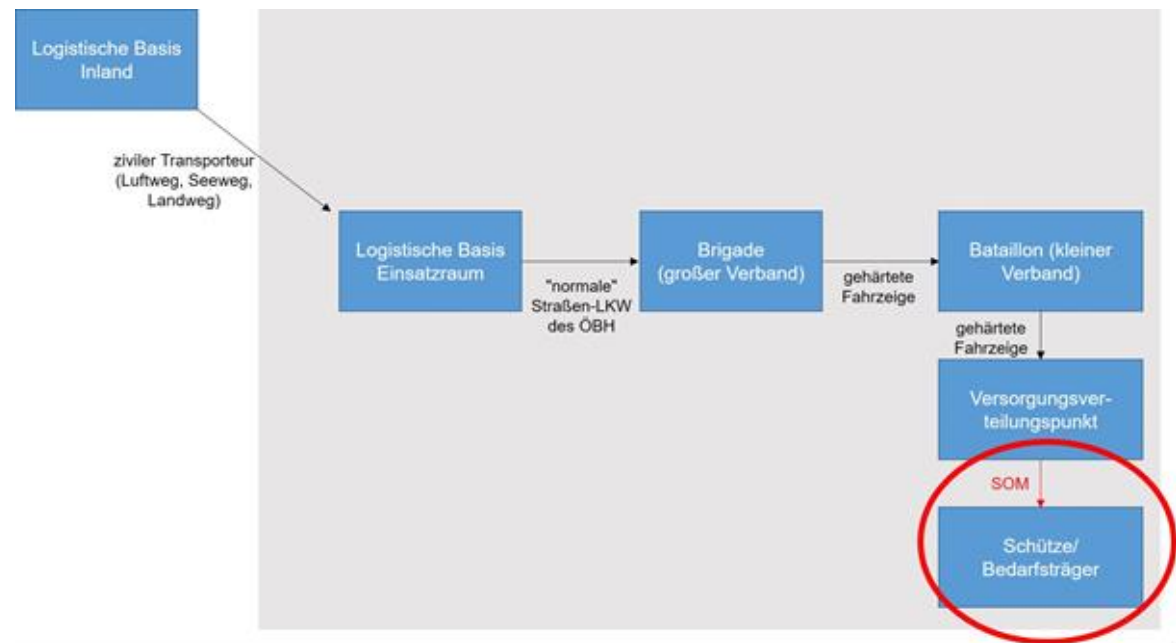 Logistische Basis
Inland
ziviler Transporteur
(Luftweg, Seeweg,
Landweg)
Logistische Basis
Einsatzraum
"normale"
Straßen-LKW
des ÖBH
Brigade
(großer Verband)
gehärtete
Fahrzeige
Bataillon (kleiner
Verband)
gehärtete
Fahrzeige
Versorgungsver-
teilungspunkt
SOM
Schütze/
Bedarfsträger